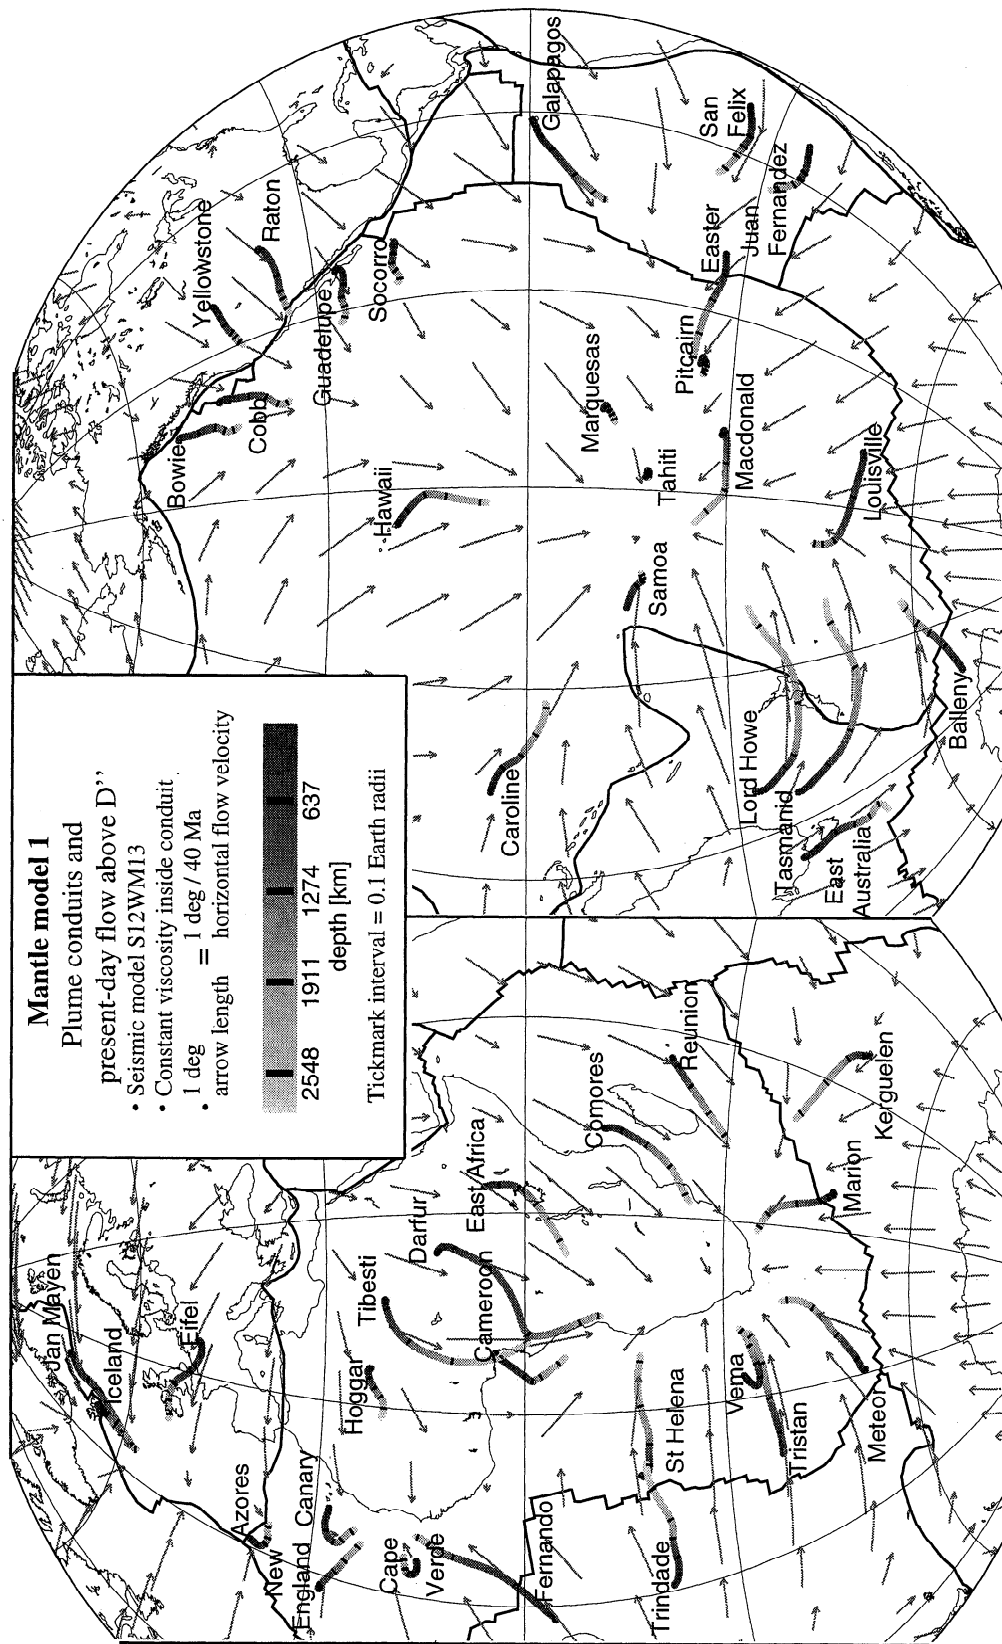 Mantle model 1
Plume conduits and
present-day flow above D’’
• Seismic model S12WM13
• Constant viscosity inside conduit
• 1 deg = 1 deg / 40 Ma
arrow length horizontal flow velocity
2548 1911 1274 637
depth [km]
Tickmark interval = 0.1 Earth radii
Jan Mayen
Iceland
Eifel
Azores
New
England
Canary
Hoggar
Tibesti
Darfur
Cape
Verde
Cameroon
East Africa
Fernando
Comores
Reunion
St Helena
Trindade
Vema
Tristan
Marion
Kerguelen
Meteor
Bowie
Cobb
Yellowstone
Raton
Guadelupe
Socorro
Hawaii
Galapagos
Caroline
Marquesas
Samoa
Tahiti
Pitcairn
Easter
San
Felix
Juan
Fernandez
Macdonald
Lord Howe
Tasmanid
East
Australia
Louisville
Balleny